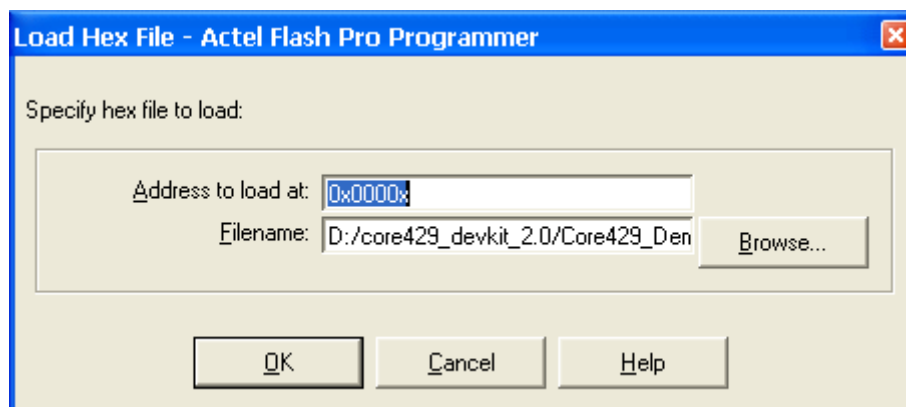 Load Hex File - Actel Flash Pro Programmer
Specify hex file to load:
Address to load at: 0x0000x
Filename: D:/core429_devkit_2.0/Core429_Den Browse...
OK Cancel Help